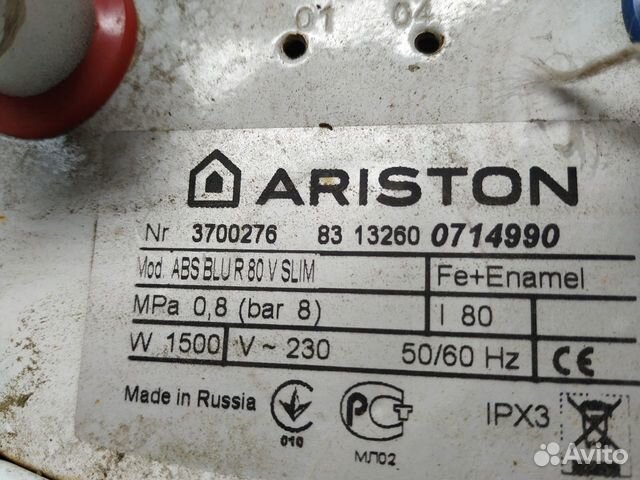 01 04
ARISTON
Nr 3700276 83 13260 0714990
Mod. ABS BLU R 80 V SLIM Fe+Enamel
MPa 0,8 (bar 8) l 80
W 1500 V ~ 230 50/60 Hz CE
Made in Russia 010 РСТ МЛ02 IPX3
Avito